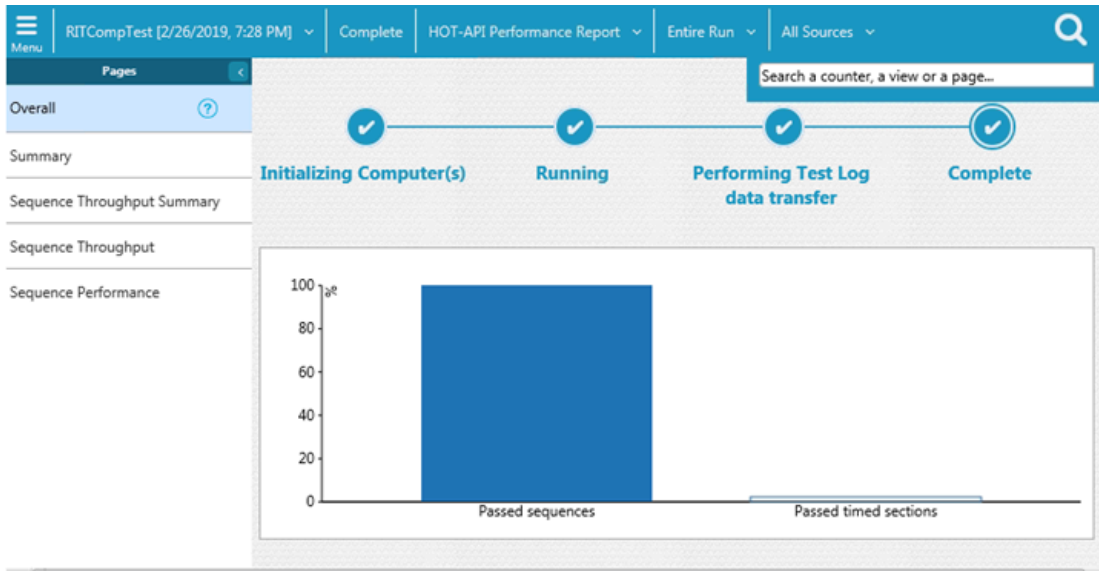 Menu
RITCompTest [2/26/2019, 7:28 PM]
Complete
HOT-API Performance Report
Entire Run
All Sources
Pages
Search a counter, a view or a page...
Overall
?
Summary
Sequence Throughput Summary
Sequence Throughput
Sequence Performance
Initializing Computer(s)
Running
Performing Test Log
data transfer
Complete
%
100
80
60
40
20
0
Passed sequences
Passed timed sections